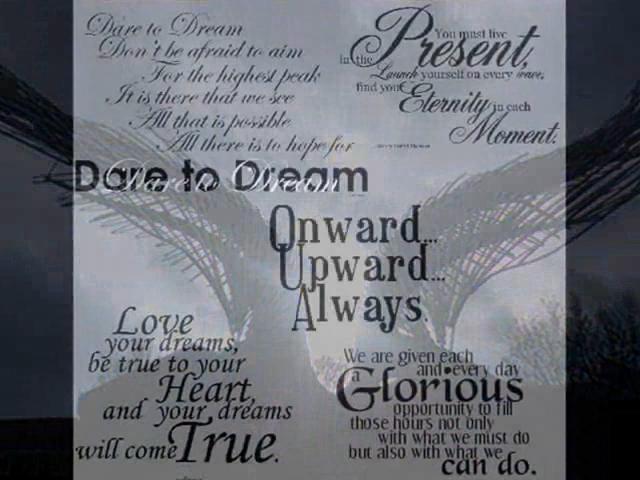 Dare to Dream
Don't be afraid to aim
For the highest peak
It is there that we see
All that is possible
All there is to hope for
You must live
in the Present,
Launch yourself on every wave,
find your
Eternity in each
Moment.
Dare to Dream
Dare to Dream
Onward...
Upward...
Always.
Love
your dreams,
be true to your
Heart,
and your dreams
will come True.
We are given each
and every day
a Glorious
opportunity to fill
those hours not only
with what we must do
but also with what we
can do.